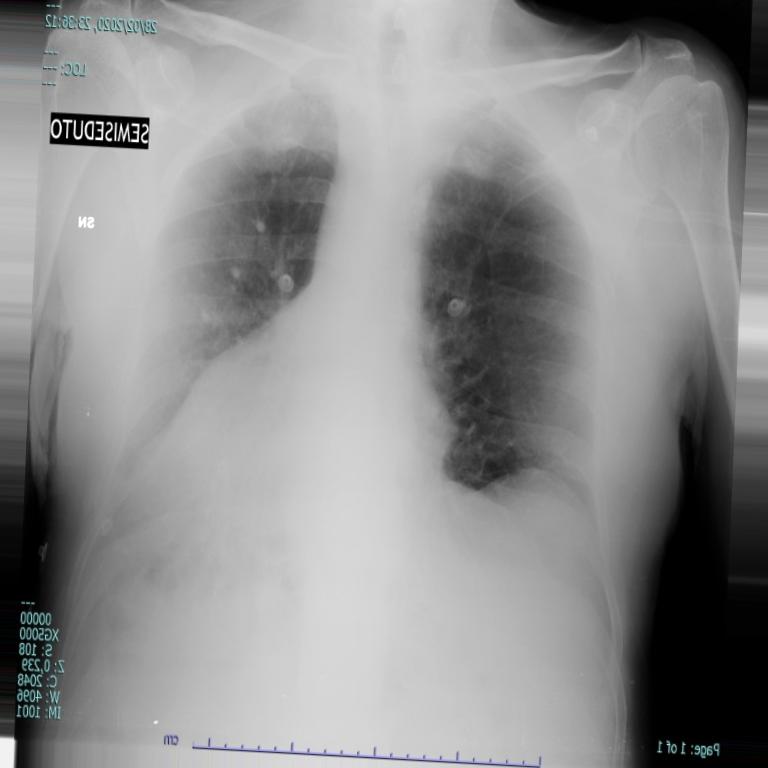 ---
28/02/2020, 23:36:12
---
LOC:
---
SEMISEDUTO
SN
---
00000
XG5000
S: 108
Z: 0,239
C: 2048
W: 4096
IM: 1001
cm
Page: 1 of 1